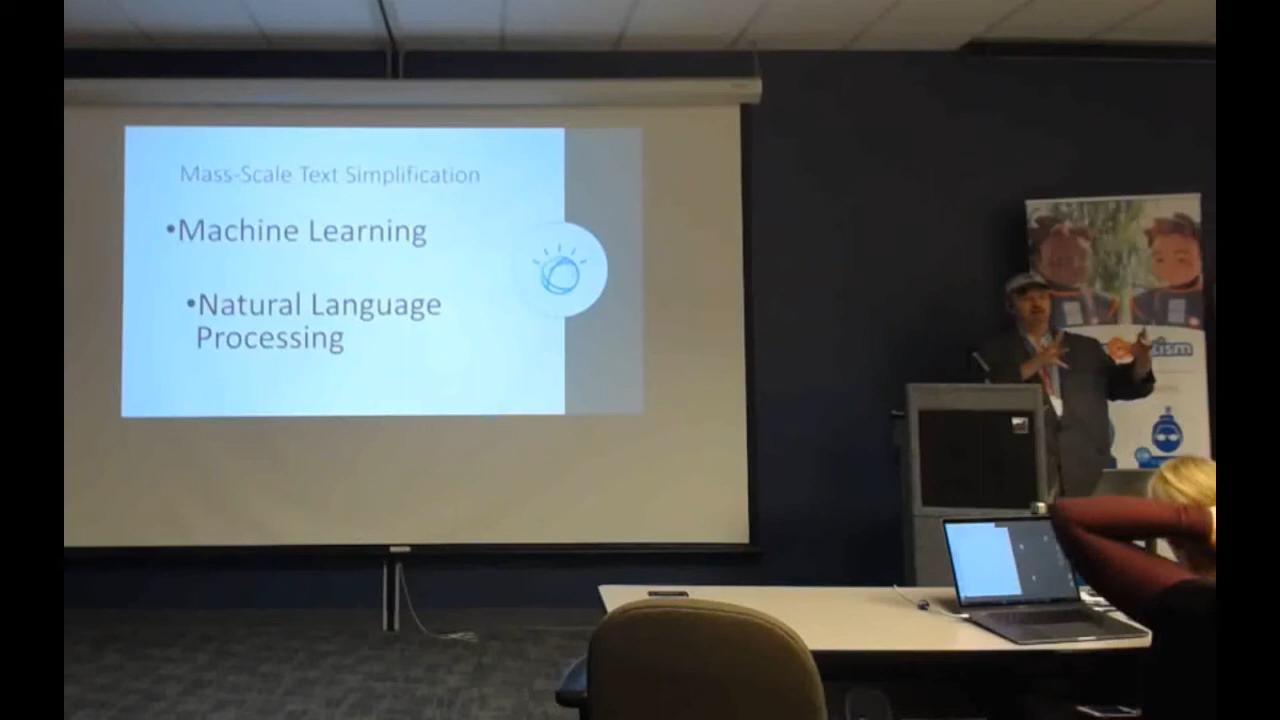 Mass-Scale Text Simplification
•Machine Learning
•Natural Language
Processing